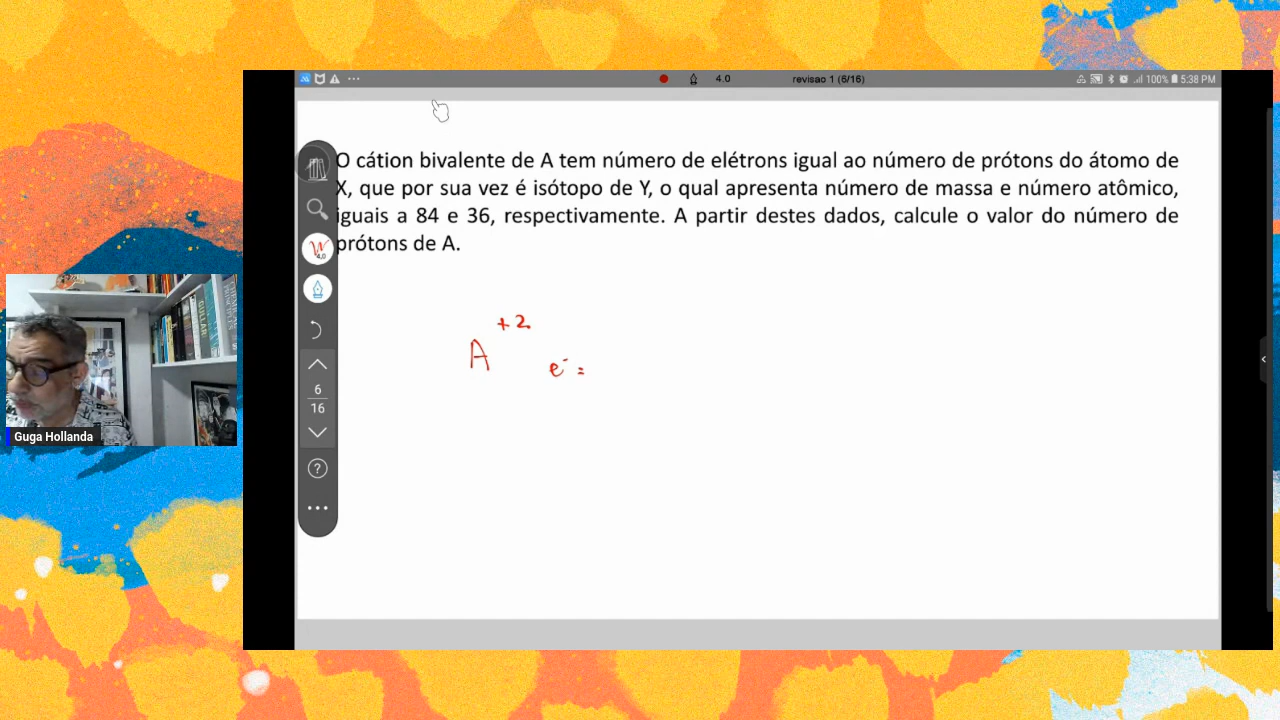 4.0
revisao 1 (6/16)
100%
5:38 PM
O cátion bivalente de A tem número de elétrons igual ao número de prótons do átomo de
X, que por sua vez é isótopo de Y, o qual apresenta número de massa e número atômico,
iguais a 84 e 36, respectivamente. A partir destes dados, calcule o valor do número de
prótons de A.
4.0
6
16
A +2 e- =
GULLAR
Guga Hollanda